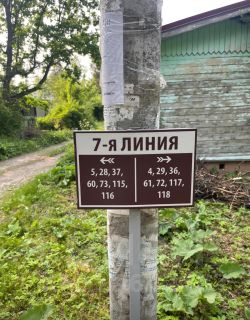 7-я ЛИНИЯ
5, 28, 37,
60, 73, 115,
116
4, 29, 36,
61, 72, 117,
118